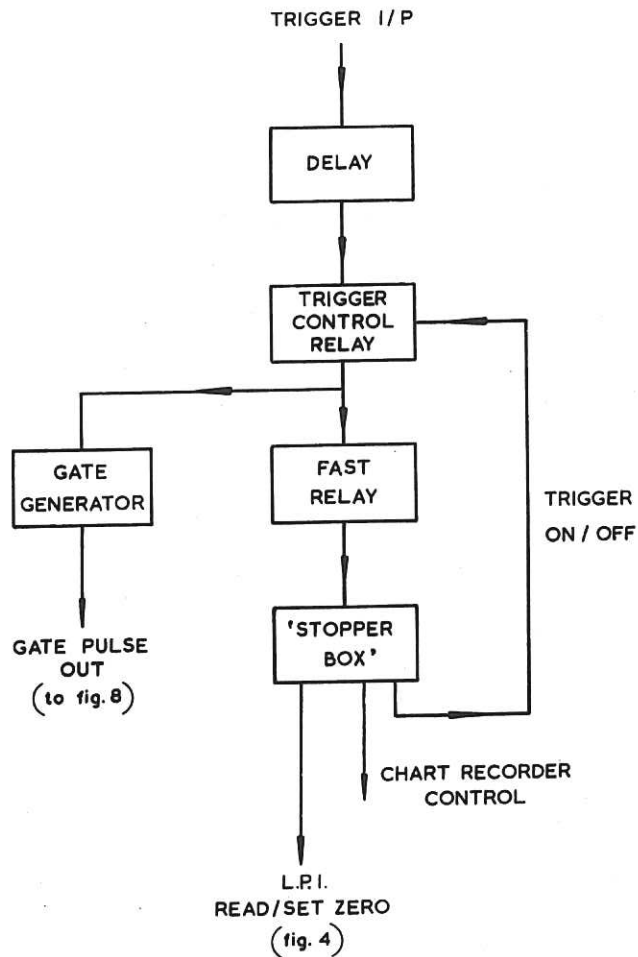 TRIGGER I/P
DELAY
TRIGGER
CONTROL
RELAY
GATE
GENERATOR
FAST
RELAY
TRIGGER
ON / OFF
'STOPPER
BOX'
GATE PULSE
OUT
(to fig. 8)
CHART RECORDER
CONTROL
L.P.I.
READ/SET ZERO
(fig. 4)